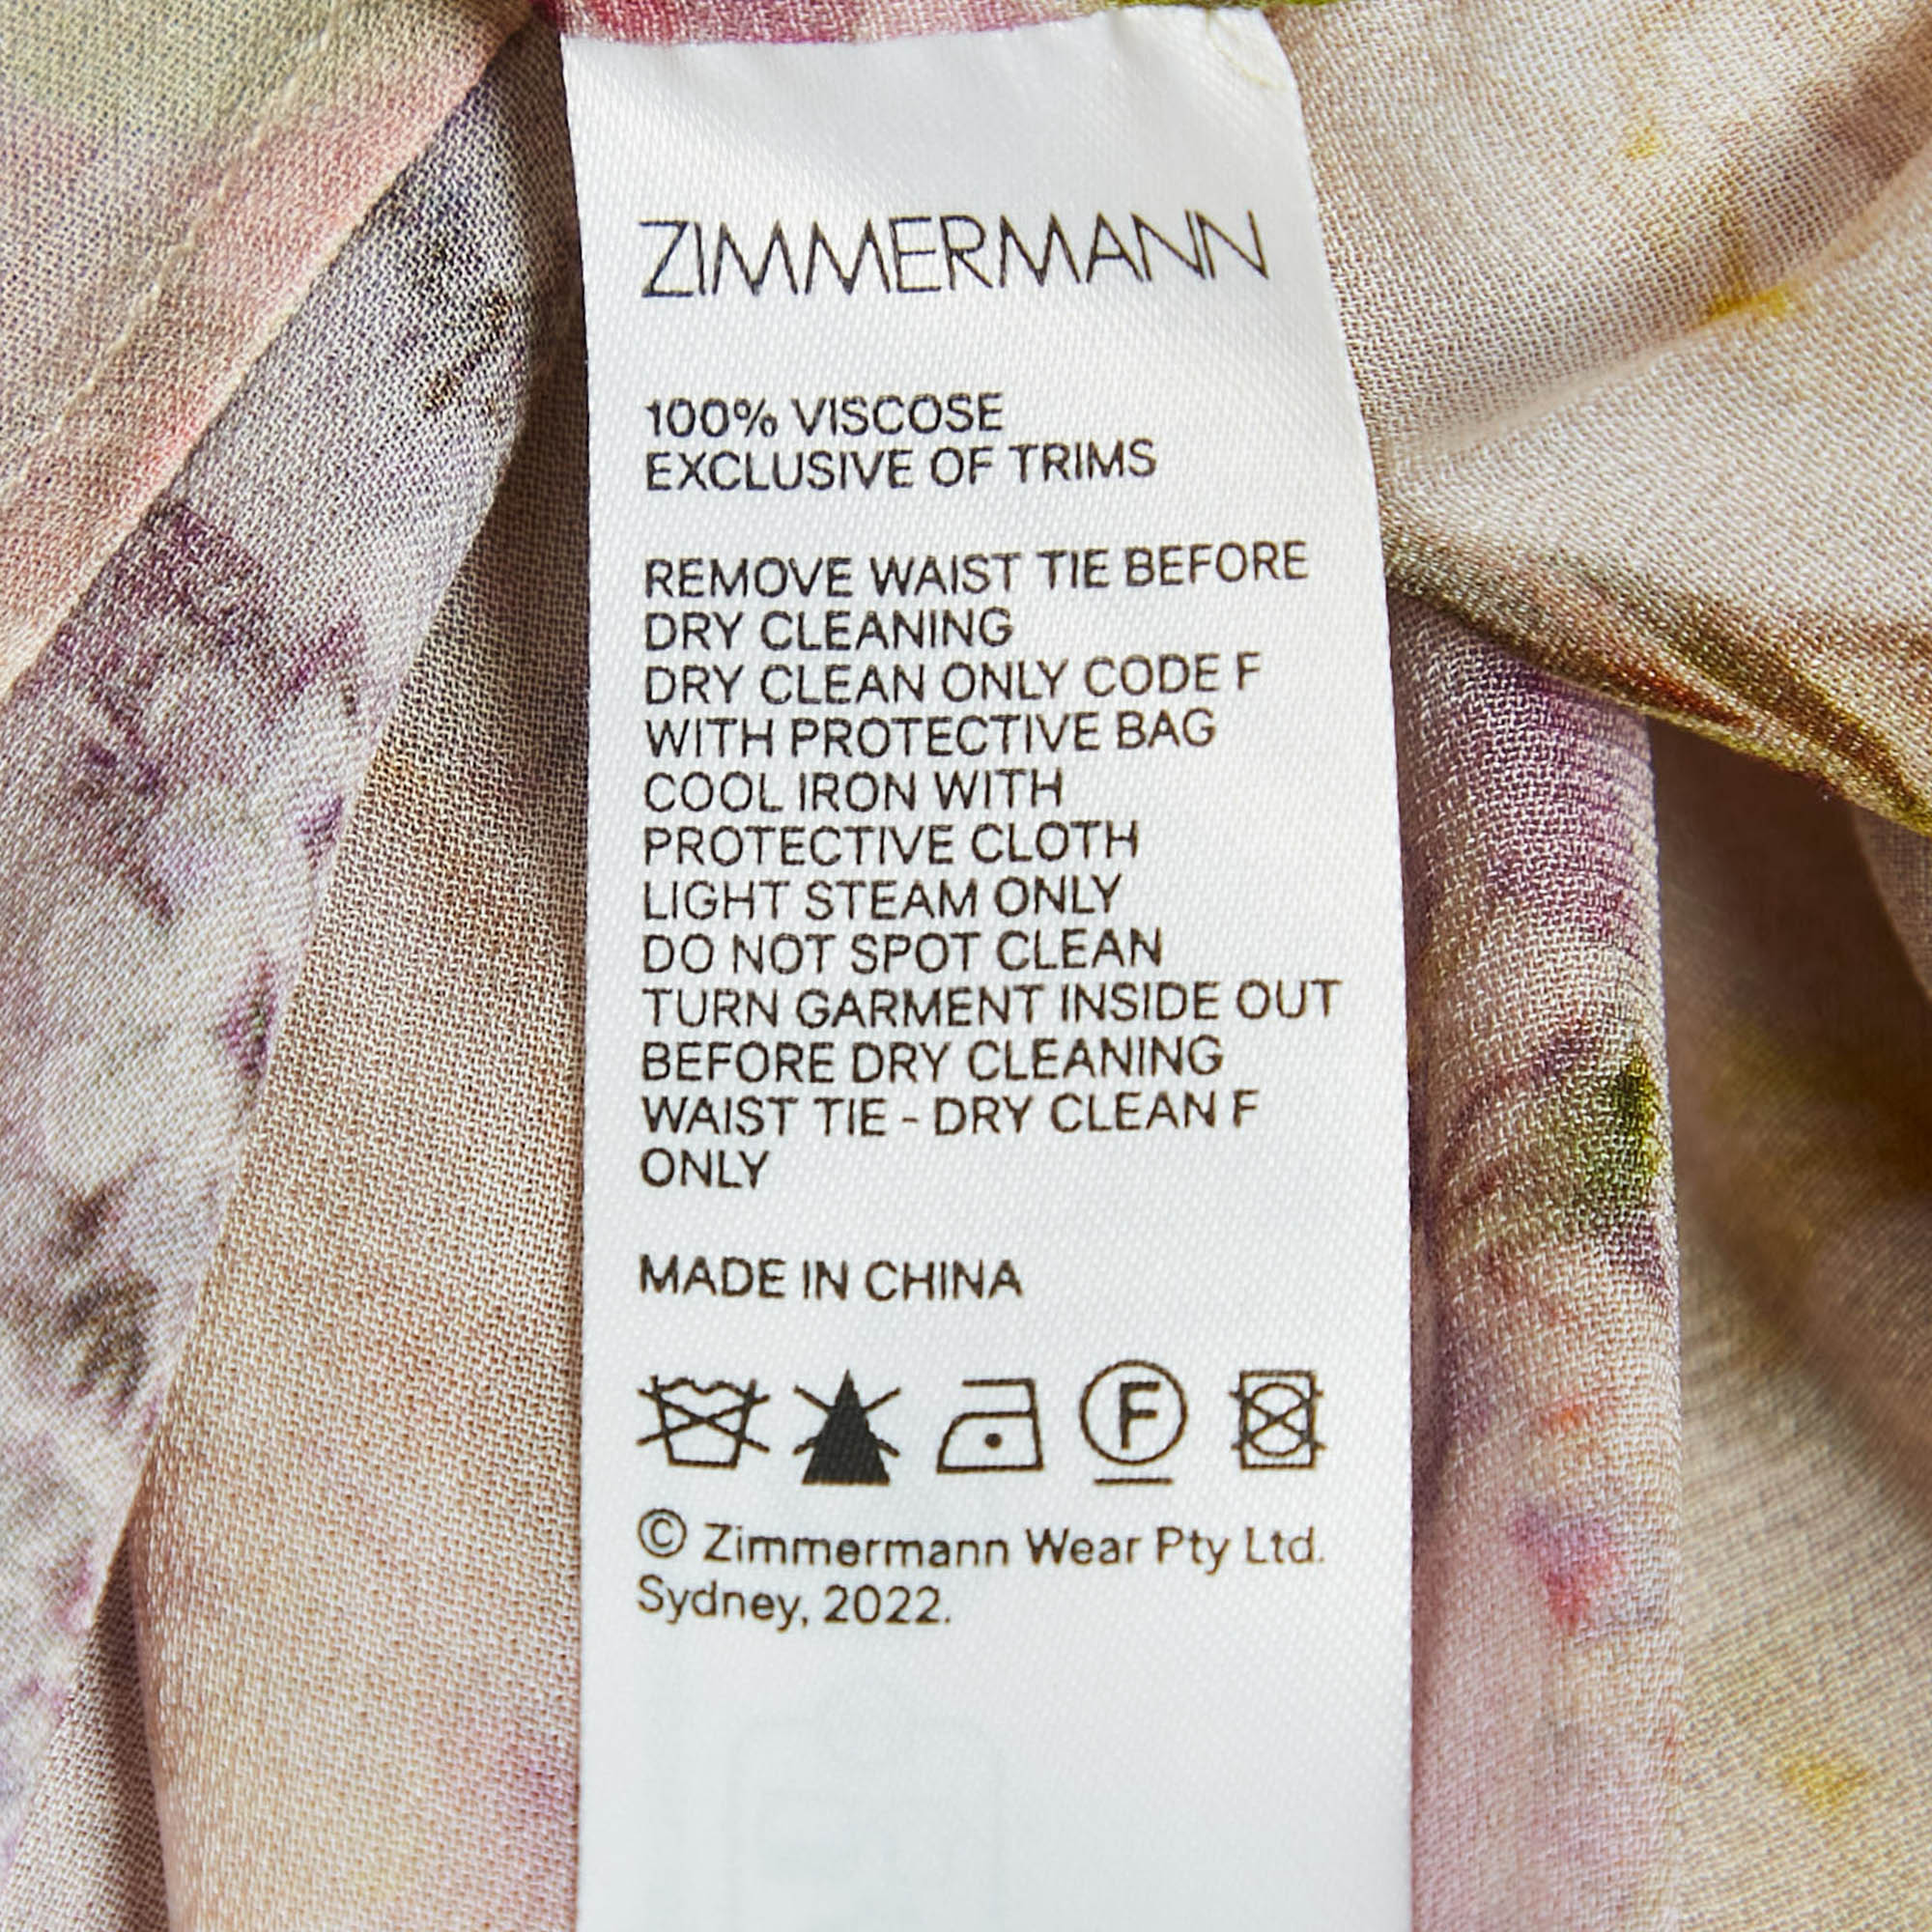 ZIMMERMANN
100% VISCOSE
EXCLUSIVE OF TRIMS
REMOVE WAIST TIE BEFORE
DRY CLEANING
DRY CLEAN ONLY CODE F
WITH PROTECTIVE BAG
COOL IRON WITH
PROTECTIVE CLOTH
LIGHT STEAM ONLY
DO NOT SPOT CLEAN
TURN GARMENT INSIDE OUT
BEFORE DRY CLEANING
WAIST TIE - DRY CLEAN F
ONLY
MADE IN CHINA
F
© Zimmermann Wear Pty Ltd.
Sydney, 2022.